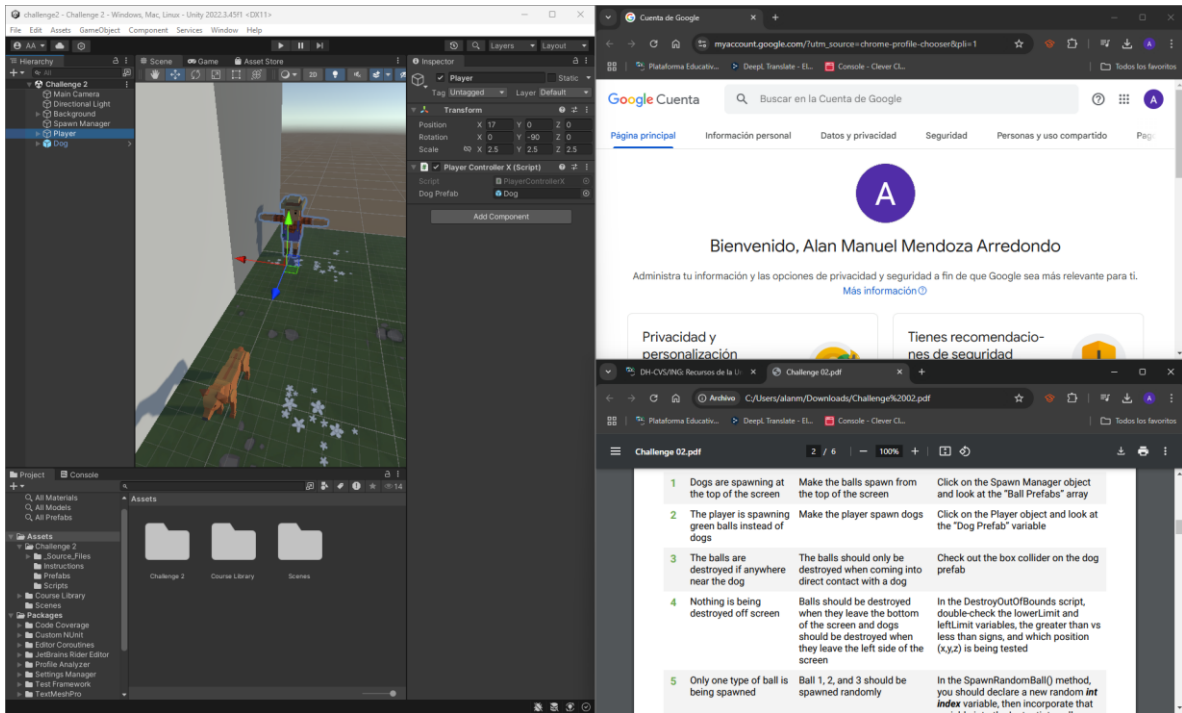 challenge2 - Challenge 2 - Windows, Mac, Linux - Unity 2022.3.45f1 <DX11>
File Edit Assets GameObject Component Services Window Help
AA
Layers
Layout
Hierarchy
All
Challenge 2
Main Camera
Directional Light
Background
Spawn Manager
Player
Dog
Scene Game Asset Store
2D
Inspector
Player Static
Tag Untagged Layer Default
Transform
Position X 17 Y 0 Z 0
Rotation X 0 Y -90 Z 0
Scale X 2.5 Y 2.5 Z 2.5
Player Controller X (Script)
Script PlayerControllerX
Dog Prefab Dog
Add Component
Project Console
14
All Materials
All Models
All Prefabs
Assets
Challenge 2
_Source_Files
Instructions
Prefabs
Scripts
Course Library
Scenes
Packages
Code Coverage
Custom NUnit
Editor Coroutines
JetBrains Rider Editor
Profile Analyzer
Settings Manager
Test Framework
TextMeshPro
Assets
Challenge 2 Course Library Scenes
Cuenta de Google
myaccount.google.com/?utm_source=chrome-profile-chooser&pli=1
Plataforma Educativ... DeepL Translate - El... Console - Clever Cl... Todos los favoritos
Google Cuenta Buscar en la Cuenta de Google A
Página principal Información personal Datos y privacidad Seguridad Personas y uso compartido Pag
A
Bienvenido, Alan Manuel Mendoza Arredondo
Administra tu información y las opciones de privacidad y seguridad a fin de que Google sea más relevante para ti.
Más información
Privacidad y
personalización
Tienes recomendacio-
nes de seguridad
DH-CVS/ING: Recursos de la Un Challenge 02.pdf
Archivo C:/Users/alanm/Downloads/Challenge%2002.pdf
Plataforma Educativ... DeepL Translate - El... Console - Clever Cl... Todos los favoritos
Challenge 02.pdf 2 / 6 100%
1 Dogs are spawning at Make the balls spawn from Click on the Spawn Manager object
the top of the screen the top of the screen and look at the "Ball Prefabs" array
2 The player is spawning Make the player spawn dogs Click on the Player object and look at
green balls instead of the "Dog Prefab" variable
dogs
3 The balls are The balls should only be Check out the box collider on the dog
destroyed if anywhere destroyed when coming into prefab
near the dog direct contact with a dog
4 Nothing is being Balls should be destroyed In the DestroyOutOfBounds script,
destroyed off screen when they leave the bottom double-check the lowerLimit and
of the screen and dogs leftLimit variables, the greater than vs
should be destroyed when less than signs, and which position
they leave the left side of the (x,y,z) is being tested
screen
5 Only one type of ball is Ball 1, 2, and 3 should be In the SpawnRandomBall() method,
being spawned spawned randomly you should declare a new random int
index variable, then incorporate that